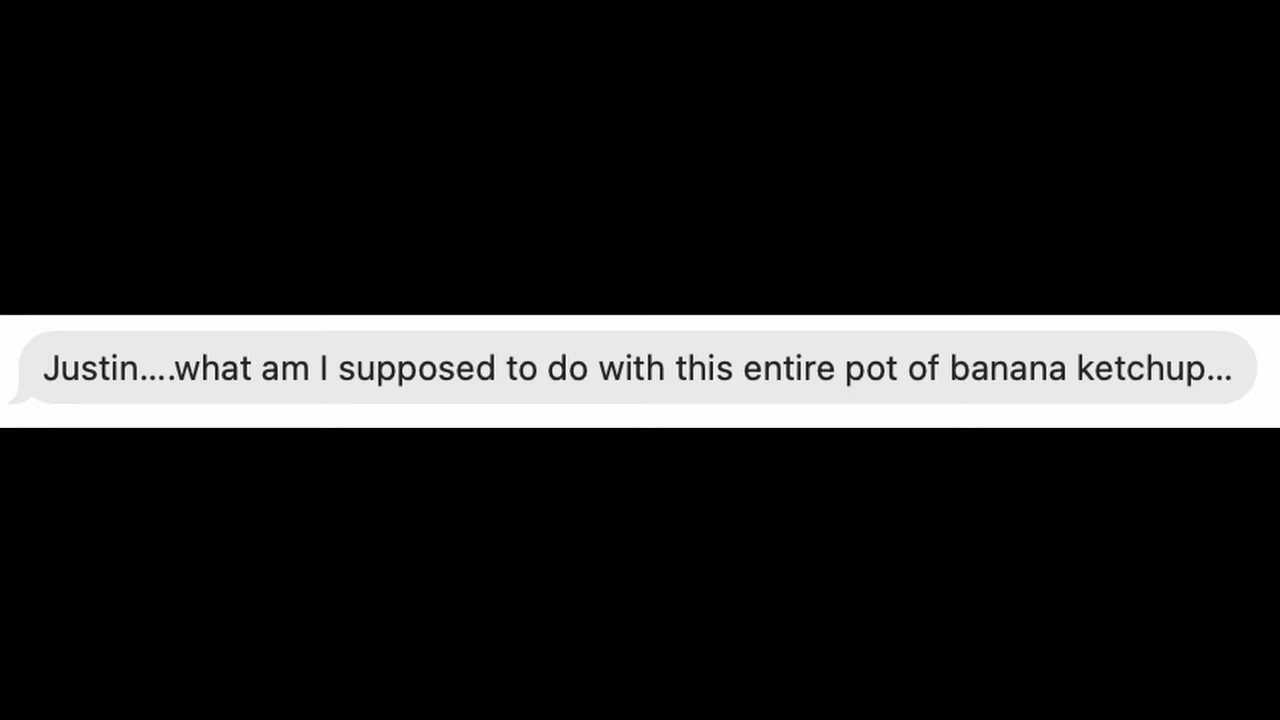 Justin....what am I supposed to do with this entire pot of banana ketchup...